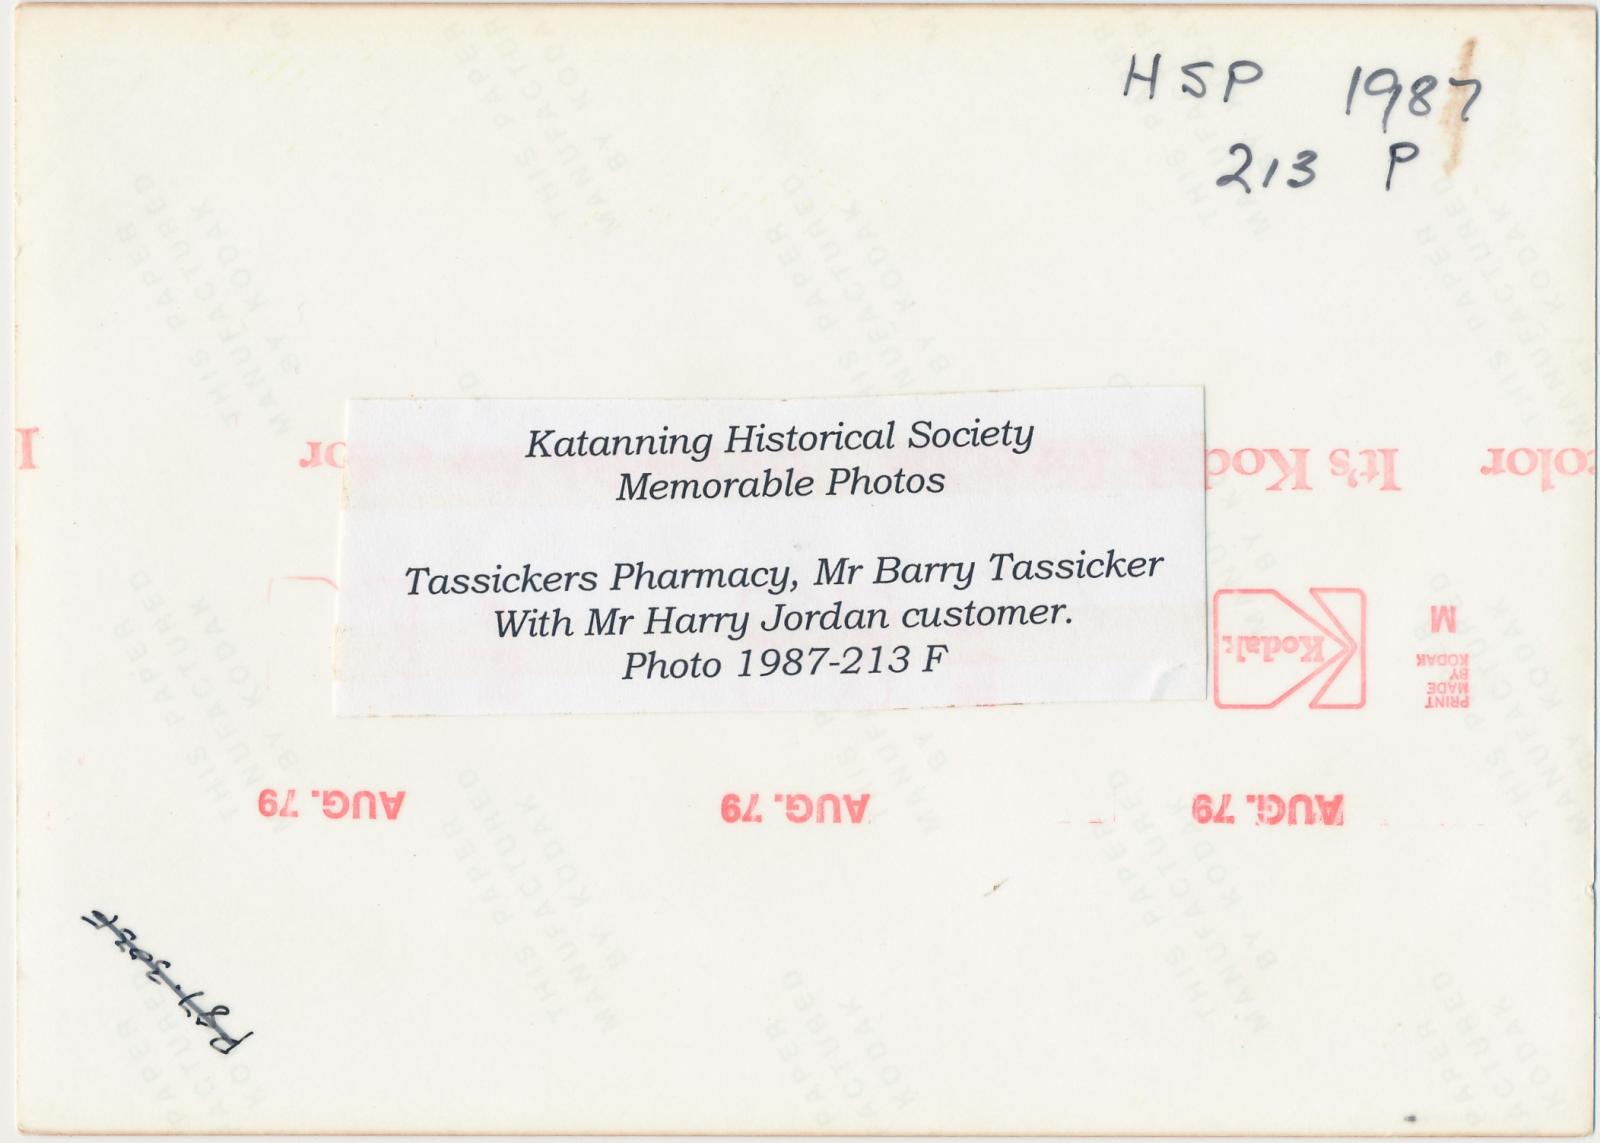 HSP 1987
213 P
Katanning Historical Society
Memorable Photos
Tassickers Pharmacy, Mr Barry Tassicker
With Mr Harry Jordan customer.
Photo 1987-213 F
I
or
It's Kod
color
Kodak
M
PRINT
MADE
BY
KODAK
AUG. 79
AUG. 79
AUG. 79
THIS PAPER
MANUFACTURED
BY KODAK